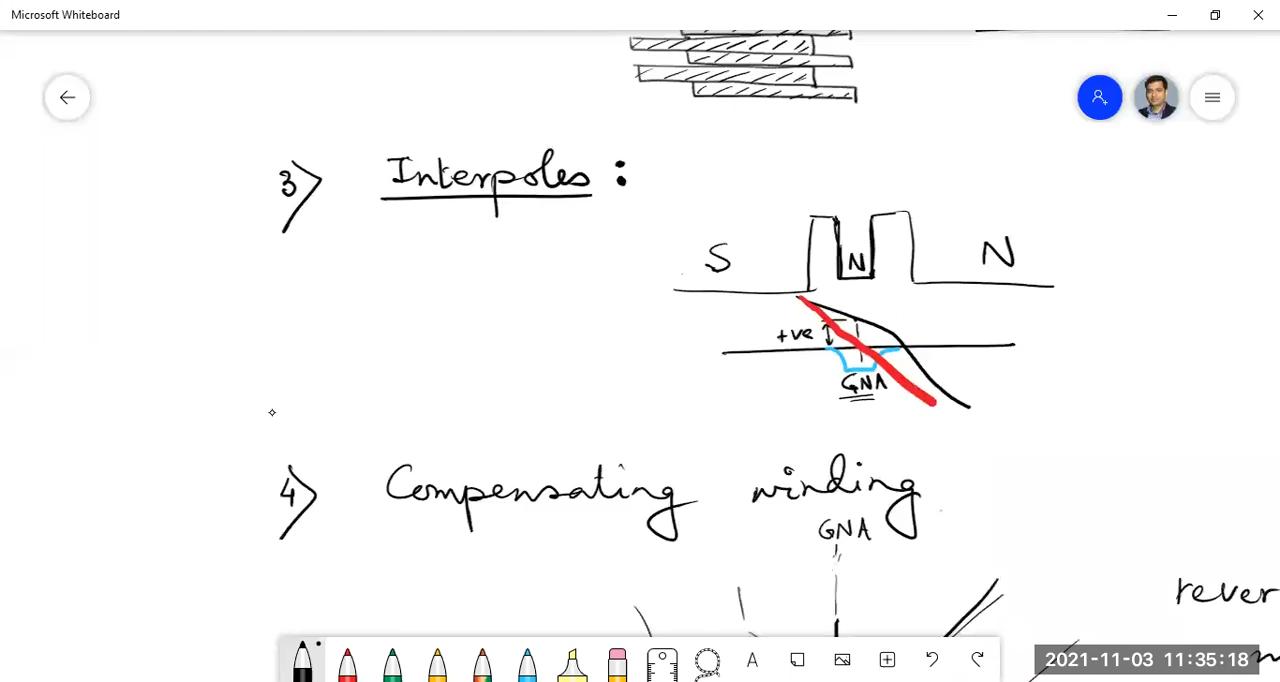 Microsoft Whiteboard
3) Interpoles :
S N N
+ve
GNA
4) Compensating winding
GNA
rever
A
2021-11-03 11:35:18